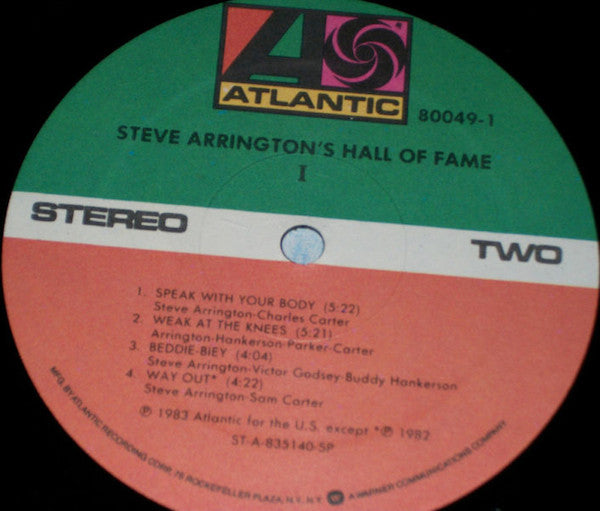 ATLANTIC
80049-1
STEVE ARRINGTON'S HALL OF FAME
I
STEREO
TWO
1. SPEAK WITH YOUR BODY (5:22)
Steve Arrington-Charles Carter
2. WEAK AT THE KNEES (5:21)
Arrington-Hankerson-Parker-Carter
3. BEDDIE-BIEY (4:04)
Steve Arrington-Victor Godsey-Buddy Hankerson
4. WAY OUT* (4:22)
Steve Arrington-Sam Carter
℗ 1983 Atlantic for the U.S. except *℗ 1982
ST-A-835140-SP
MFG. BY ATLANTIC RECORDING CORP. 75 ROCKEFELLER PLAZA, N.Y. N.Y. A WARNER COMMUNICATIONS COMPANY